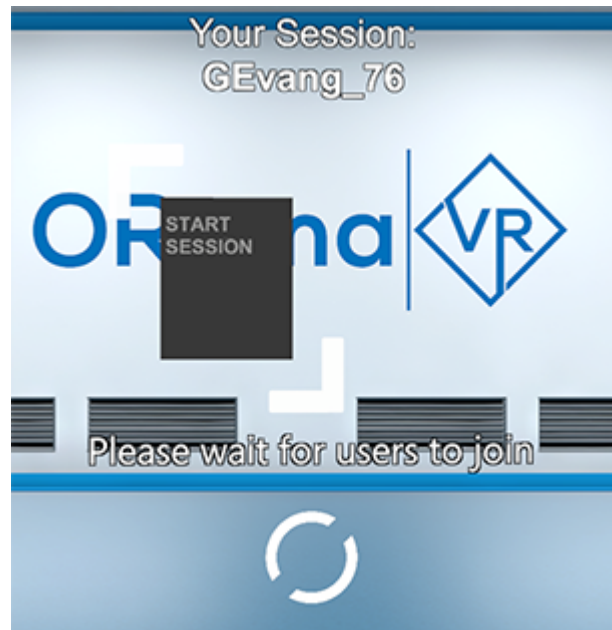 Your Session:
GEvang_76
START
SESSION
VR
Please wait for users to join